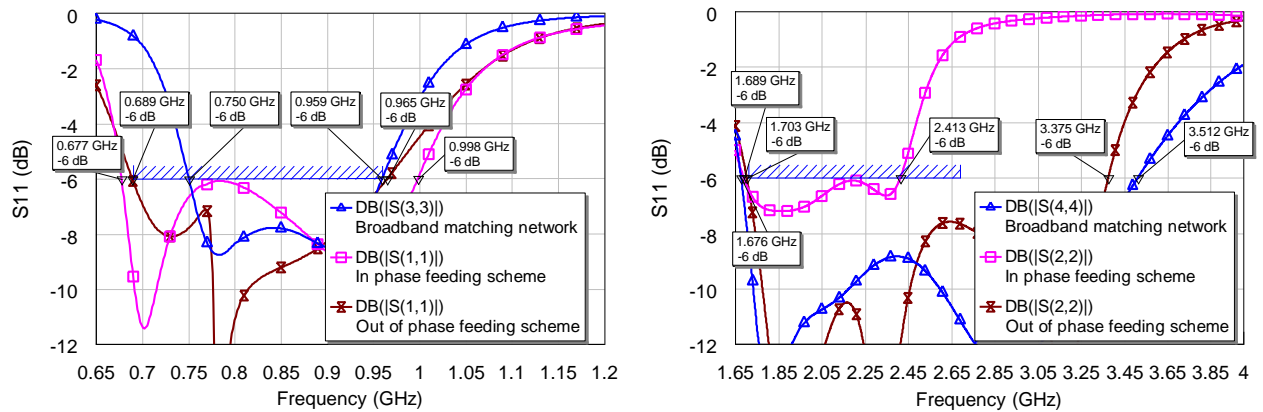 0
-2
-4
-6
-8
-10
-12
S11 (dB)
0.677 GHz
-6 dB
0.689 GHz
-6 dB
0.750 GHz
-6 dB
0.959 GHz
-6 dB
0.965 GHz
-6 dB
0.998 GHz
-6 dB
DB(|S(3,3)|)
Broadband matching network
DB(|S(1,1)|)
In phase feeding scheme
DB(|S(1,1)|)
Out of phase feeding scheme
0.65 0.7 0.75 0.8 0.85 0.9 0.95 1 1.05 1.1 1.15 1.2
Frequency (GHz)
0
-2
-4
-6
-8
-10
-12
S11 (dB)
1.689 GHz
-6 dB
1.703 GHz
-6 dB
1.676 GHz
-6 dB
2.413 GHz
-6 dB
3.375 GHz
-6 dB
3.512 GHz
-6 dB
DB(|S(4,4)|)
Broadband matching network
DB(|S(2,2)|)
In phase feeding scheme
DB(|S(2,2)|)
Out of phase feeding scheme
1.65 1.85 2.05 2.25 2.45 2.65 2.85 3.05 3.25 3.45 3.65 3.85 4
Frequency (GHz)